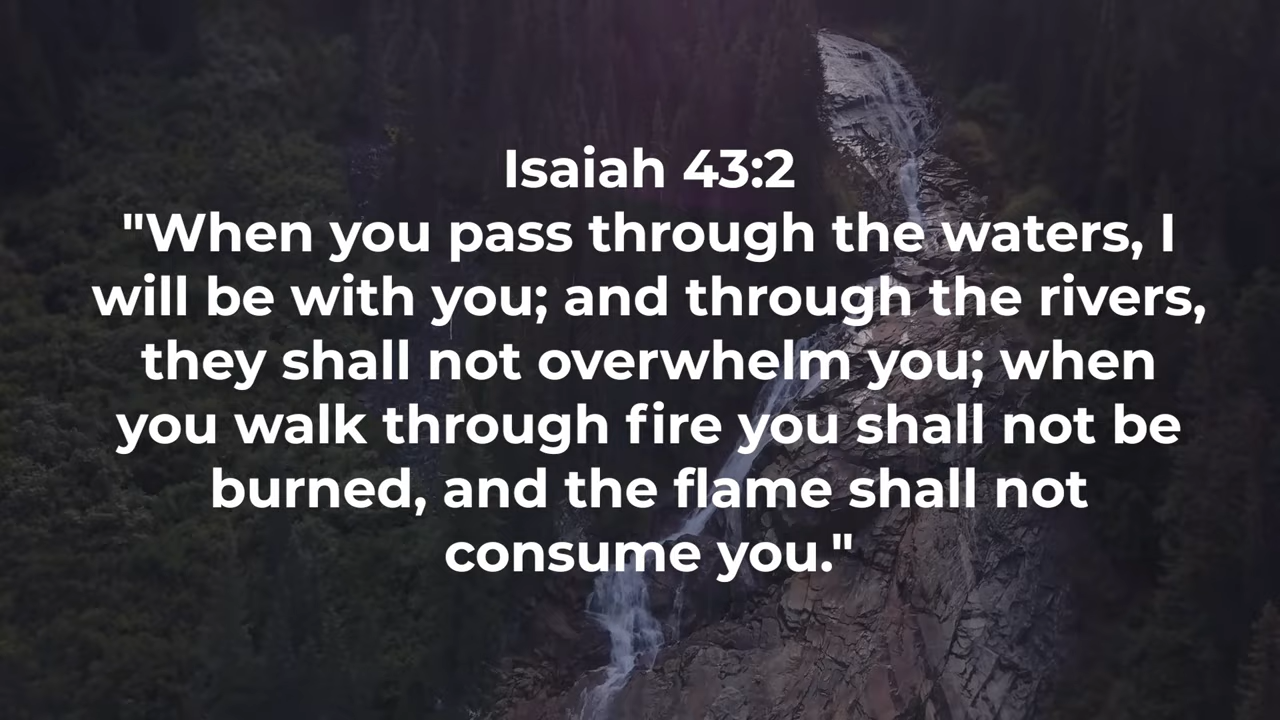 Isaiah 43:2
"When you pass through the waters, I
will be with you; and through the rivers,
they shall not overwhelm you; when
you walk through fire you shall not be
burned, and the flame shall not
consume you."